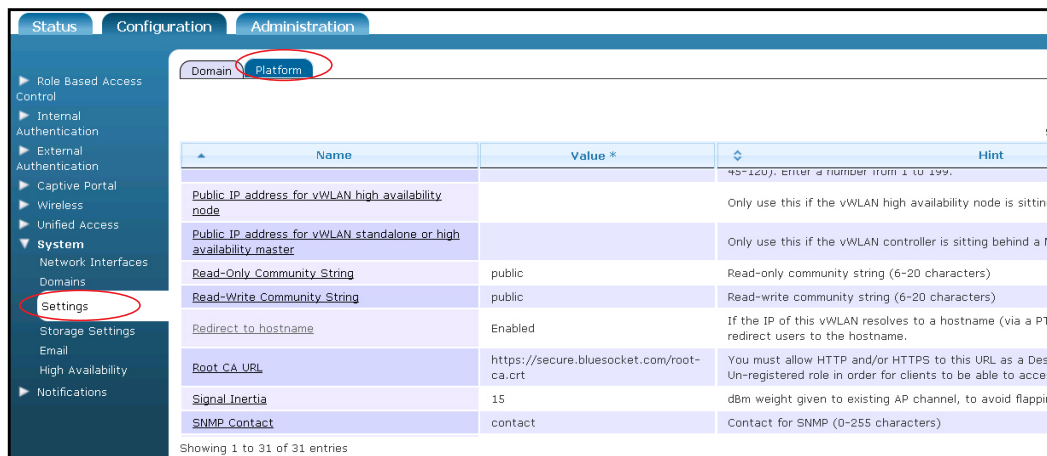 Status Configuration Administration
Role Based Access
Control
Internal
Authentication
External
Authentication
Captive Portal
Wireless
Unified Access
System
Network Interfaces
Domains
Settings
Storage Settings
Email
High Availability
Notifications
Domain Platform
Name Value * Hint
45-120). Enter a number from 1 to 199.
Public IP address for vWLAN high availability
node
Only use this if the vWLAN high availability node is sittin
Public IP address for vWLAN standalone or high
availability master
Only use this if the vWLAN controller is sitting behind a
Read-Only Community String public Read-only community string (6-20 characters)
Read-Write Community String public Read-write community string (6-20 characters)
Redirect to hostname Enabled
If the IP of this vWLAN resolves to a hostname (via a PT
redirect users to the hostname.
Root CA URL
https://secure.bluesocket.com/root-
ca.crt
You must allow HTTP and/or HTTPS to this URL as a Des
Un-registered role in order for clients to be able to acce
Signal Inertia 15 dBm weight given to existing AP channel, to avoid flappi
SNMP Contact contact Contact for SNMP (0-255 characters)
Showing 1 to 31 of 31 entries